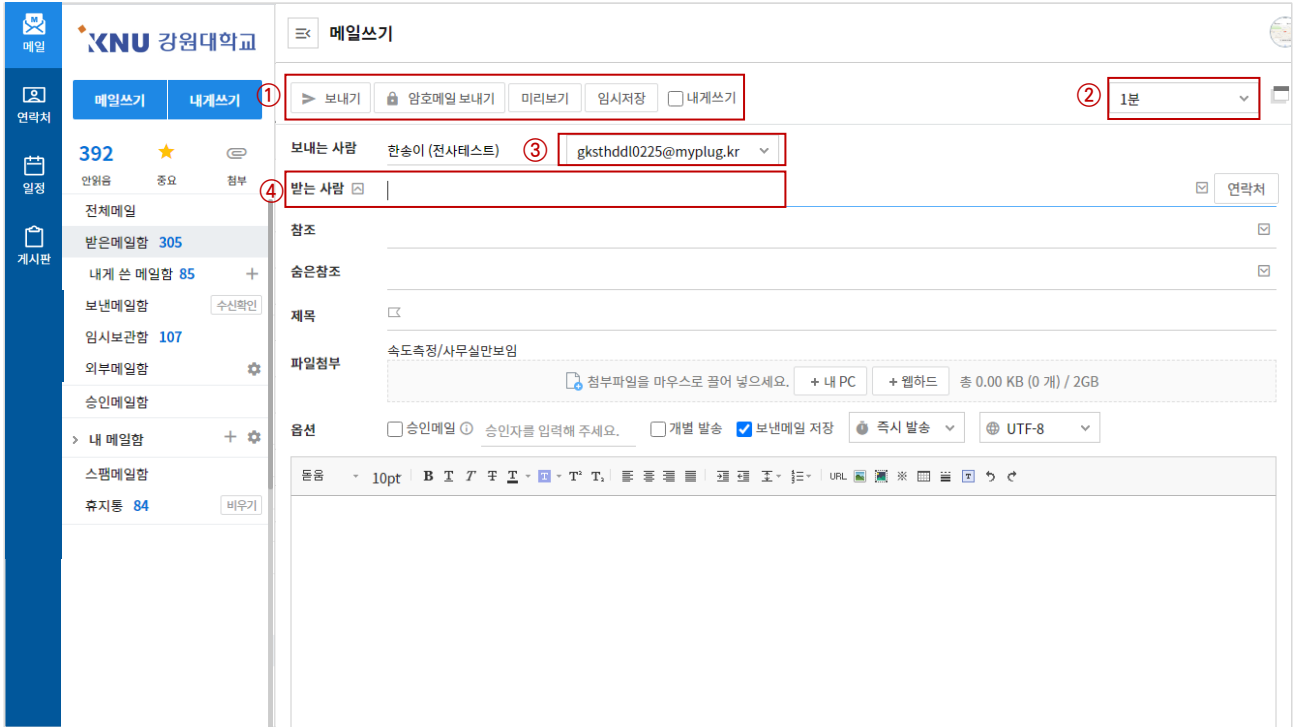 메일
연락처
일정
게시판
KNU 강원대학교
메일쓰기 내게쓰기
392
안읽음 중요 첨부
전체메일
받은메일함 305
내게 쓴 메일함 85
보낸메일함 수신확인
임시보관함 107
외부메일함
승인메일함
내 메일함
스팸메일함
휴지통 84 비우기
메일쓰기
① 보내기 암호메일 보내기 미리보기 임시저장 내게쓰기 ② 1분
보내는 사람 한송이 (전사테스트) ③ gksthddl0225@myplug.kr
④ 받는 사람 연락처
참조
숨은참조
제목
파일첨부 속도측정/사무실만보임
첨부파일을 마우스로 끌어 넣으세요. + 내 PC + 웹하드 총 0.00 KB (0 개) / 2GB
옵션 승인메일 승인자를 입력해 주세요. 개별 발송 보낸메일 저장 즉시 발송 UTF-8
돋움 10pt B T T T T T T² T₂ URL ※ T